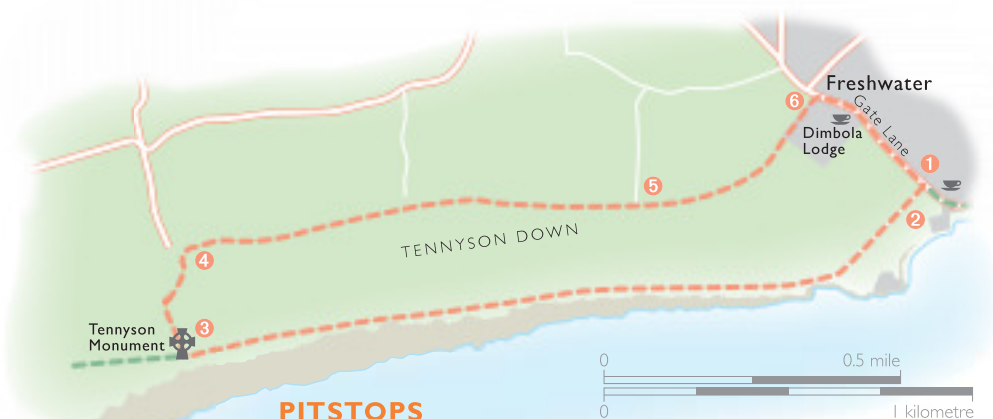 Freshwater
Gate Lane
6
Dimbola
Lodge
1
5
2
TENNYSON DOWN
4
Tennyson
Monument
3
0
0.5 mile
0
1 kilometre
PITSTOPS